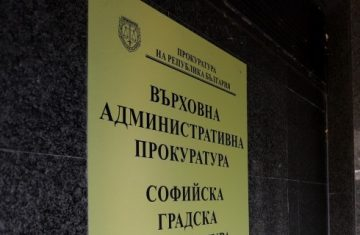 ПРОКУРАТУРА
НА РЕПУБЛИКА БЪЛГАРИЯ
ВЪРХОВНА
АДМИНИСТРАТИВНА
ПРОКУРАТУРА
СОФИЙСКА
ГРАДСКА